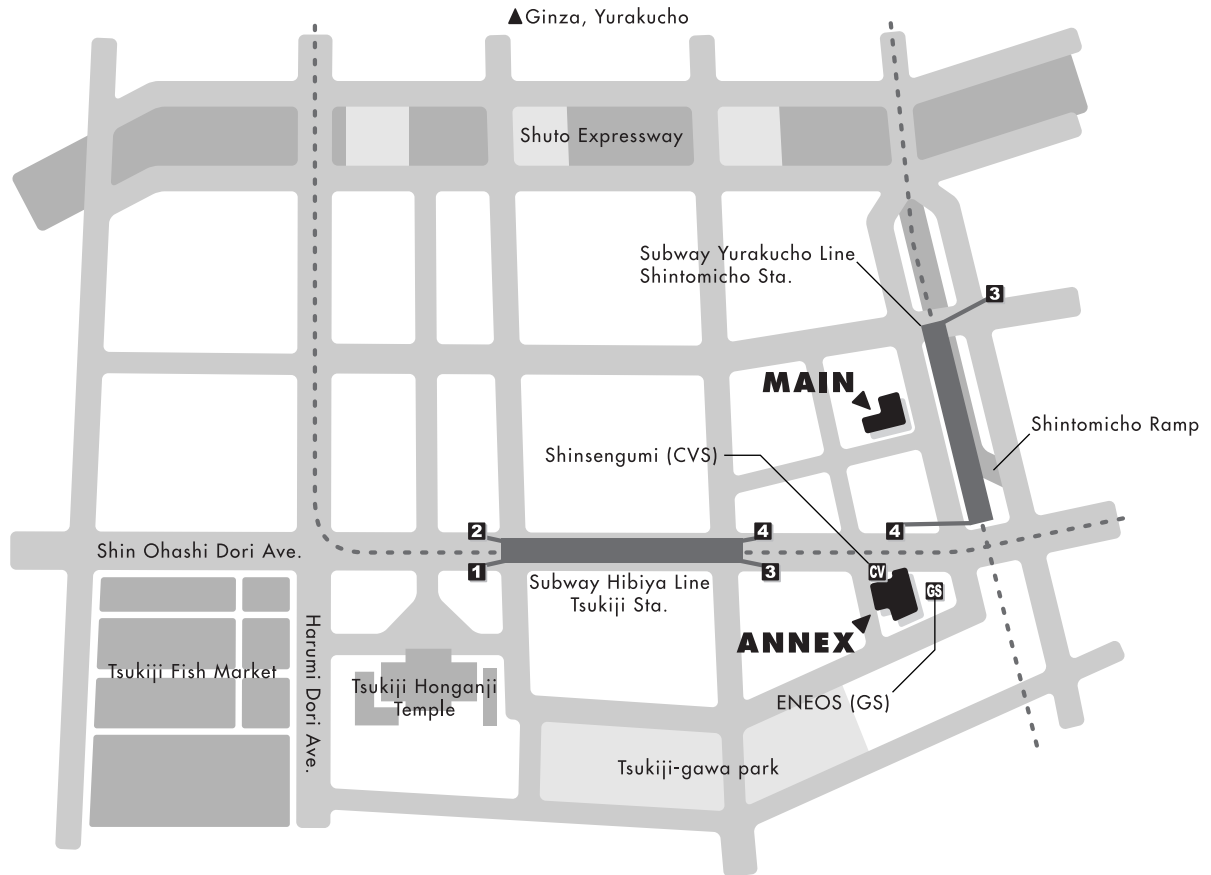 ▲Ginza, Yurakucho
Shuto Expressway
Subway Yurakucho Line
Shintomicho Sta.
3
MAIN
Shintomicho Ramp
Shinsengumi (CVS)
2
4
4
Shin Ohashi Dori Ave.
1
3
CV
Subway Hibiya Line
Tsukiji Sta.
GS
Harumi Dori Ave.
ANNEX
Tsukiji Fish Market
Tsukiji Honganji
Temple
ENEOS (GS)
Tsukiji-gawa park